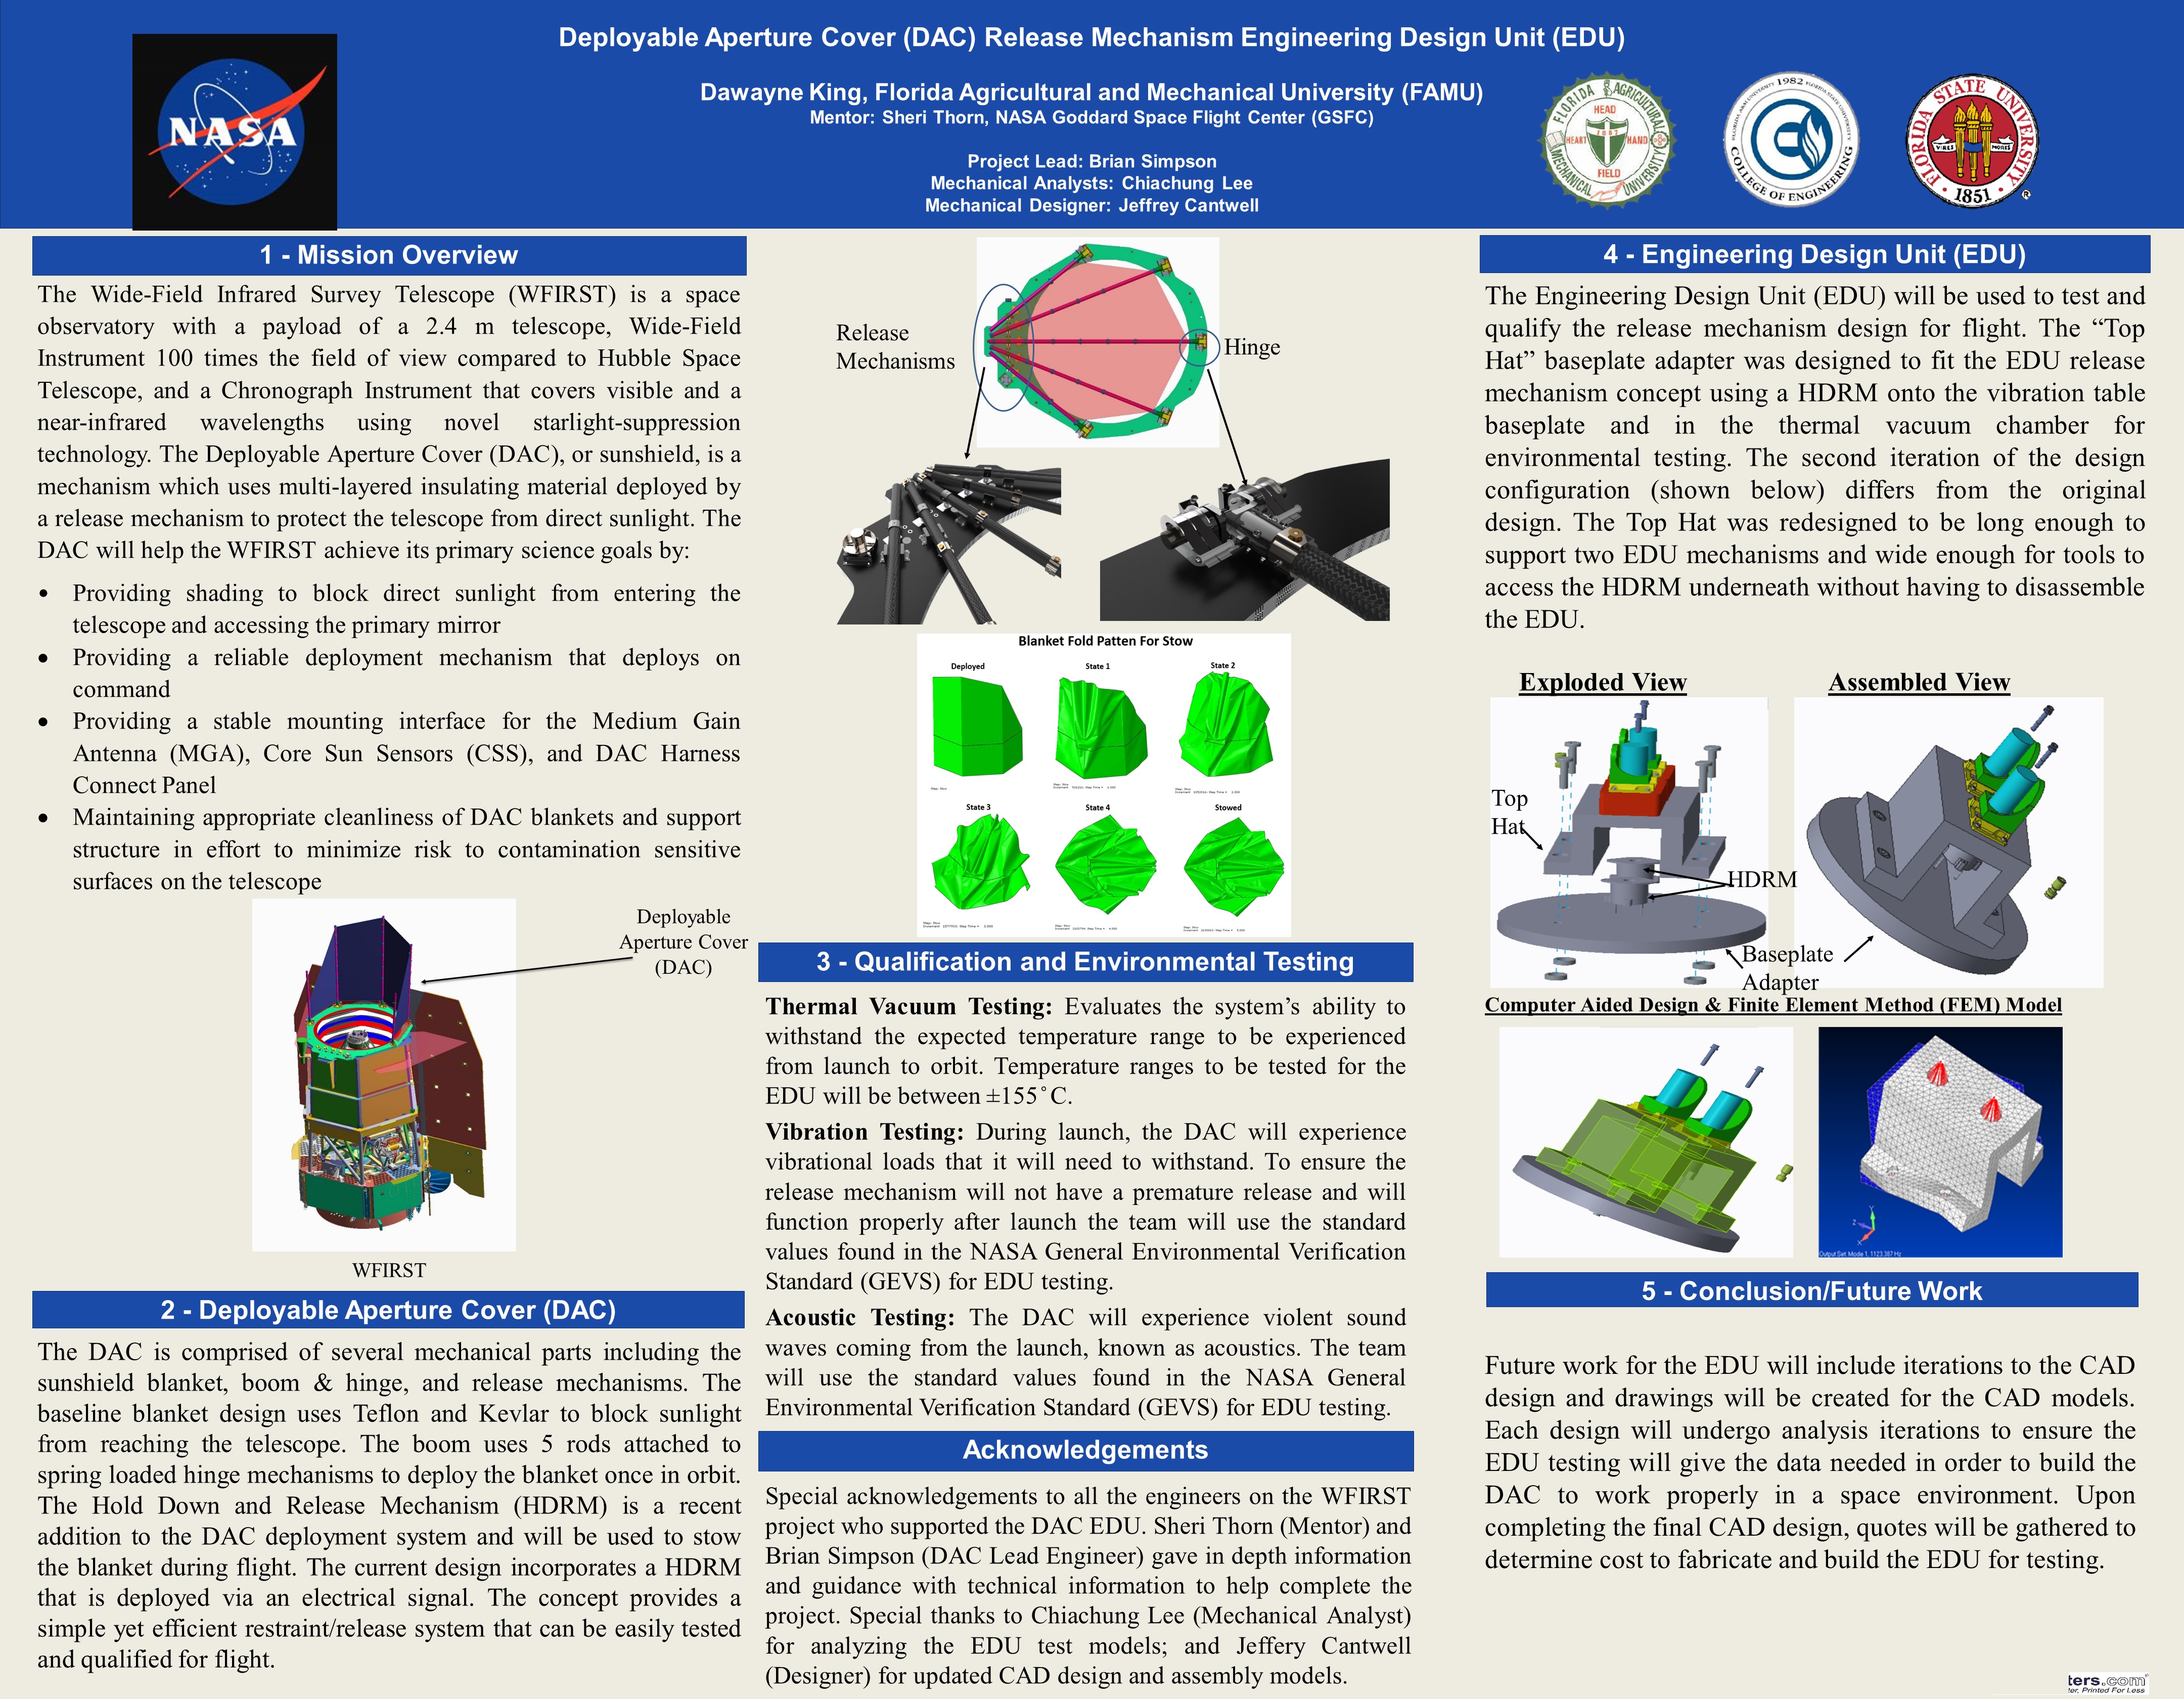 Deployable Aperture Cover (DAC) Release Mechanism Engineering Design Unit (EDU)
Dawayne King, Florida Agricultural and Mechanical University (FAMU)
Mentor: Sheri Thorn, NASA Goddard Space Flight Center (GSFC)
Project Lead: Brian Simpson
Mechanical Analysts: Chiachung Lee
Mechanical Designer: Jeffrey Cantwell
NASA
FLORIDA AGRICULTURAL
MECHANICAL UNIVERSITY
HEAD
HEART
HAND
FIELD
1982
COLLEGE OF ENGINEERING
FLORIDA STATE UNIVERSITY
VIRES
MORES
1851
®
1 - Mission Overview
The Wide-Field Infrared Survey Telescope (WFIRST) is a space
observatory with a payload of a 2.4 m telescope, Wide-Field
Instrument 100 times the field of view compared to Hubble Space
Telescope, and a Chronograph Instrument that covers visible and a
near-infrared wavelengths using novel starlight-suppression
technology. The Deployable Aperture Cover (DAC), or sunshield, is a
mechanism which uses multi-layered insulating material deployed by
a release mechanism to protect the telescope from direct sunlight. The
DAC will help the WFIRST achieve its primary science goals by:
• Providing shading to block direct sunlight from entering the
telescope and accessing the primary mirror
• Providing a reliable deployment mechanism that deploys on
command
• Providing a stable mounting interface for the Medium Gain
Antenna (MGA), Core Sun Sensors (CSS), and DAC Harness
Connect Panel
• Maintaining appropriate cleanliness of DAC blankets and support
structure in effort to minimize risk to contamination sensitive
surfaces on the telescope
Deployable
Aperture Cover
(DAC)
WFIRST
2 - Deployable Aperture Cover (DAC)
The DAC is comprised of several mechanical parts including the
sunshield blanket, boom & hinge, and release mechanisms. The
baseline blanket design uses Teflon and Kevlar to block sunlight
from reaching the telescope. The boom uses 5 rods attached to
spring loaded hinge mechanisms to deploy the blanket once in orbit.
The Hold Down and Release Mechanism (HDRM) is a recent
addition to the DAC deployment system and will be used to stow
the blanket during flight. The current design incorporates a HDRM
that is deployed via an electrical signal. The concept provides a
simple yet efficient restraint/release system that can be easily tested
and qualified for flight.
Release
Mechanisms
Hinge
Blanket Fold Patten For Stow
Deployed
State 1
State 2
State 3
State 4
Stowed
3 - Qualification and Environmental Testing
Thermal Vacuum Testing: Evaluates the system’s ability to
withstand the expected temperature range to be experienced
from launch to orbit. Temperature ranges to be tested for the
EDU will be between ±155˚C.
Vibration Testing: During launch, the DAC will experience
vibrational loads that it will need to withstand. To ensure the
release mechanism will not have a premature release and will
function properly after launch the team will use the standard
values found in the NASA General Environmental Verification
Standard (GEVS) for EDU testing.
Acoustic Testing: The DAC will experience violent sound
waves coming from the launch, known as acoustics. The team
will use the standard values found in the NASA General
Environmental Verification Standard (GEVS) for EDU testing.
Acknowledgements
Special acknowledgements to all the engineers on the WFIRST
project who supported the DAC EDU. Sheri Thorn (Mentor) and
Brian Simpson (DAC Lead Engineer) gave in depth information
and guidance with technical information to help complete the
project. Special thanks to Chiachung Lee (Mechanical Analyst)
for analyzing the EDU test models; and Jeffery Cantwell
(Designer) for updated CAD design and assembly models.
4 - Engineering Design Unit (EDU)
The Engineering Design Unit (EDU) will be used to test and
qualify the release mechanism design for flight. The “Top
Hat” baseplate adapter was designed to fit the EDU release
mechanism concept using a HDRM onto the vibration table
baseplate and in the thermal vacuum chamber for
environmental testing. The second iteration of the design
configuration (shown below) differs from the original
design. The Top Hat was redesigned to be long enough to
support two EDU mechanisms and wide enough for tools to
access the HDRM underneath without having to disassemble
the EDU.
Exploded View
Assembled View
Top
Hat
HDRM
Baseplate
Adapter
Computer Aided Design & Finite Element Method (FEM) Model
Output Set: Mode 1, 1123.387 Hz
5 - Conclusion/Future Work
Future work for the EDU will include iterations to the CAD
design and drawings will be created for the CAD models.
Each design will undergo analysis iterations to ensure the
EDU testing will give the data needed in order to build the
DAC to work properly in a space environment. Upon
completing the final CAD design, quotes will be gathered to
determine cost to fabricate and build the EDU for testing.
ters.com
ter, Printed For Less